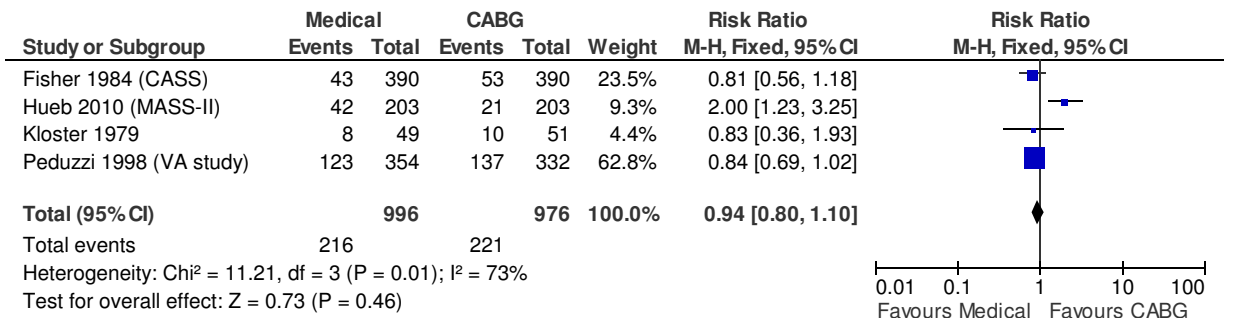 Medical CABG Risk Ratio Risk Ratio
Study or Subgroup Events Total Events Total Weight M-H, Fixed, 95% CI M-H, Fixed, 95% CI
Fisher 1984 (CASS) 43 390 53 390 23.5% 0.81 [0.56, 1.18]
Hueb 2010 (MASS-II) 42 203 21 203 9.3% 2.00 [1.23, 3.25]
Kloster 1979 8 49 10 51 4.4% 0.83 [0.36, 1.93]
Peduzzi 1998 (VA study) 123 354 137 332 62.8% 0.84 [0.69, 1.02]
Total (95% CI) 996 976 100.0% 0.94 [0.80, 1.10]
Total events 216 221
Heterogeneity: Chi² = 11.21, df = 3 (P = 0.01); I² = 73%
Test for overall effect: Z = 0.73 (P = 0.46)
0.01 0.1 1 10 100
Favours Medical Favours CABG